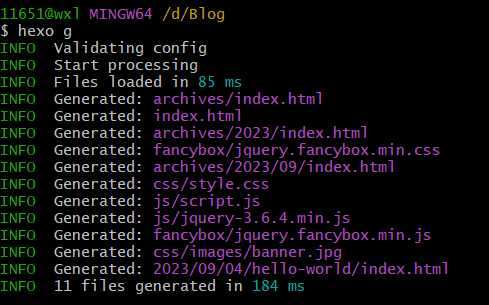 11651@wxl MINGW64 /d/Blog
$ hexo g
INFO  Validating config
INFO  Start processing
INFO  Files loaded in 85 ms
INFO  Generated: archives/index.html
INFO  Generated: index.html
INFO  Generated: archives/2023/index.html
INFO  Generated: fancybox/jquery.fancybox.min.css
INFO  Generated: archives/2023/09/index.html
INFO  Generated: css/style.css
INFO  Generated: js/script.js
INFO  Generated: js/jquery-3.6.4.min.js
INFO  Generated: fancybox/jquery.fancybox.min.js
INFO  Generated: css/images/banner.jpg
INFO  Generated: 2023/09/04/hello-world/index.html
INFO  11 files generated in 184 ms